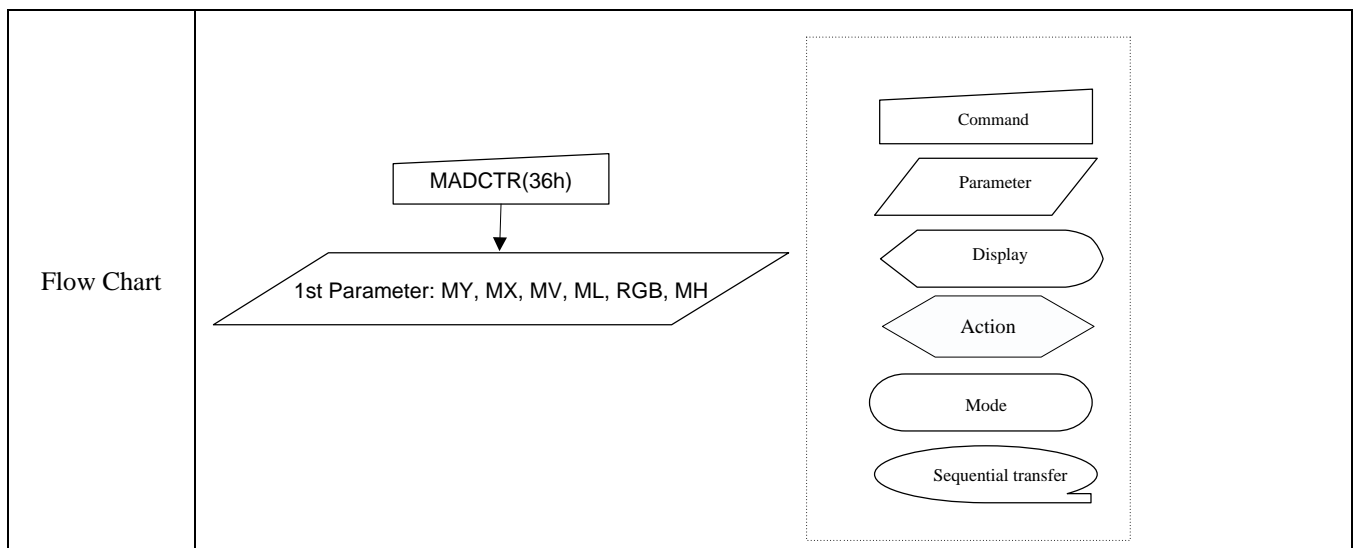 Flow Chart
MADCTR(36h)
1st Parameter: MY, MX, MV, ML, RGB, MH
Command
Parameter
Display
Action
Mode
Sequential transfer